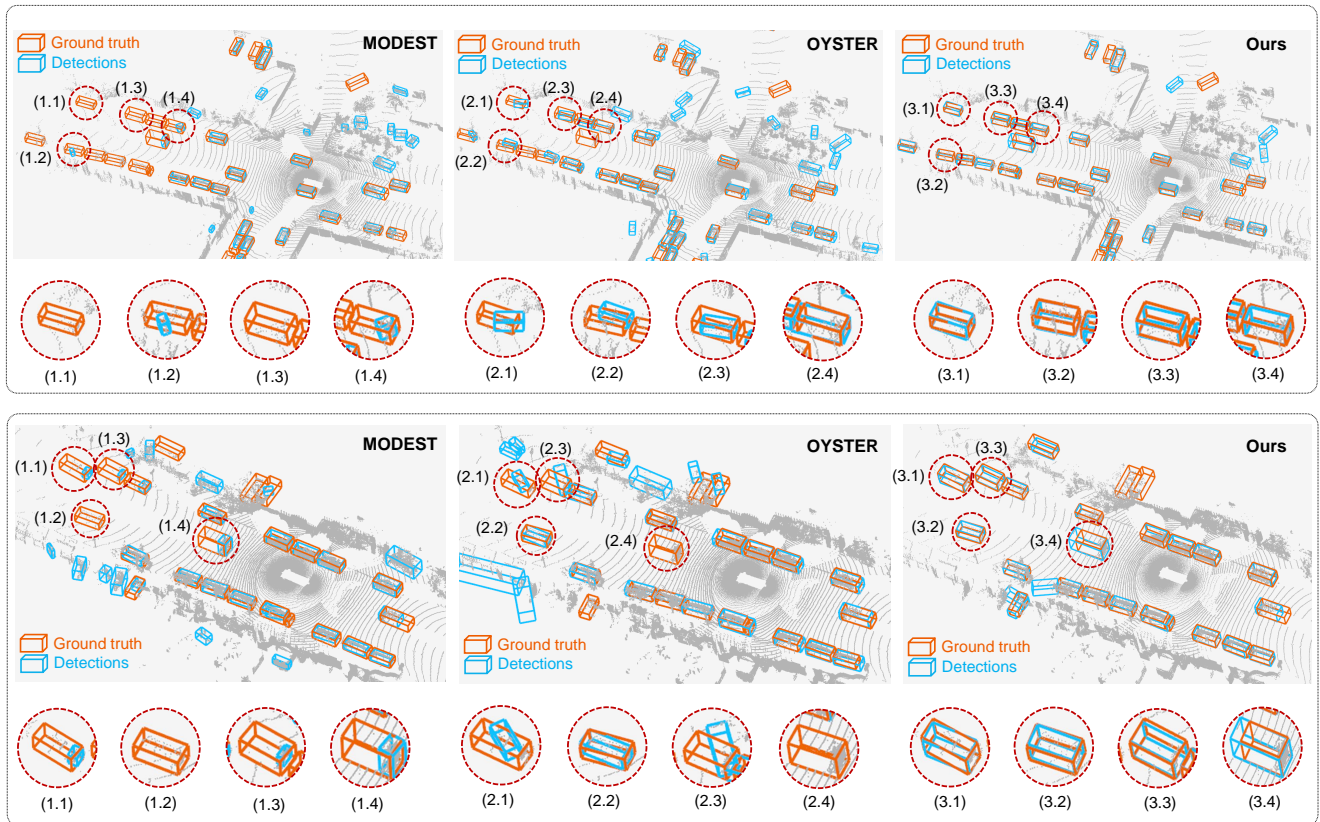 MODEST
Ground truth
Detections
(1.1)
(1.3)
(1.4)
(1.2)
OYSTER
Ground truth
Detections
(2.1)
(2.3)
(2.4)
(2.2)
Ours
Ground truth
Detections
(3.1)
(3.3)
(3.4)
(3.2)
(1.1)
(1.2)
(1.3)
(1.4)
(2.1)
(2.2)
(2.3)
(2.4)
(3.1)
(3.2)
(3.3)
(3.4)
MODEST
(1.1)
(1.3)
(1.2)
(1.4)
Ground truth
Detections
OYSTER
(2.1)
(2.3)
(2.2)
(2.4)
Ground truth
Detections
Ours
(3.1)
(3.3)
(3.2)
(3.4)
Ground truth
Detections
(1.1)
(1.2)
(1.3)
(1.4)
(2.1)
(2.2)
(2.3)
(2.4)
(3.1)
(3.2)
(3.3)
(3.4)